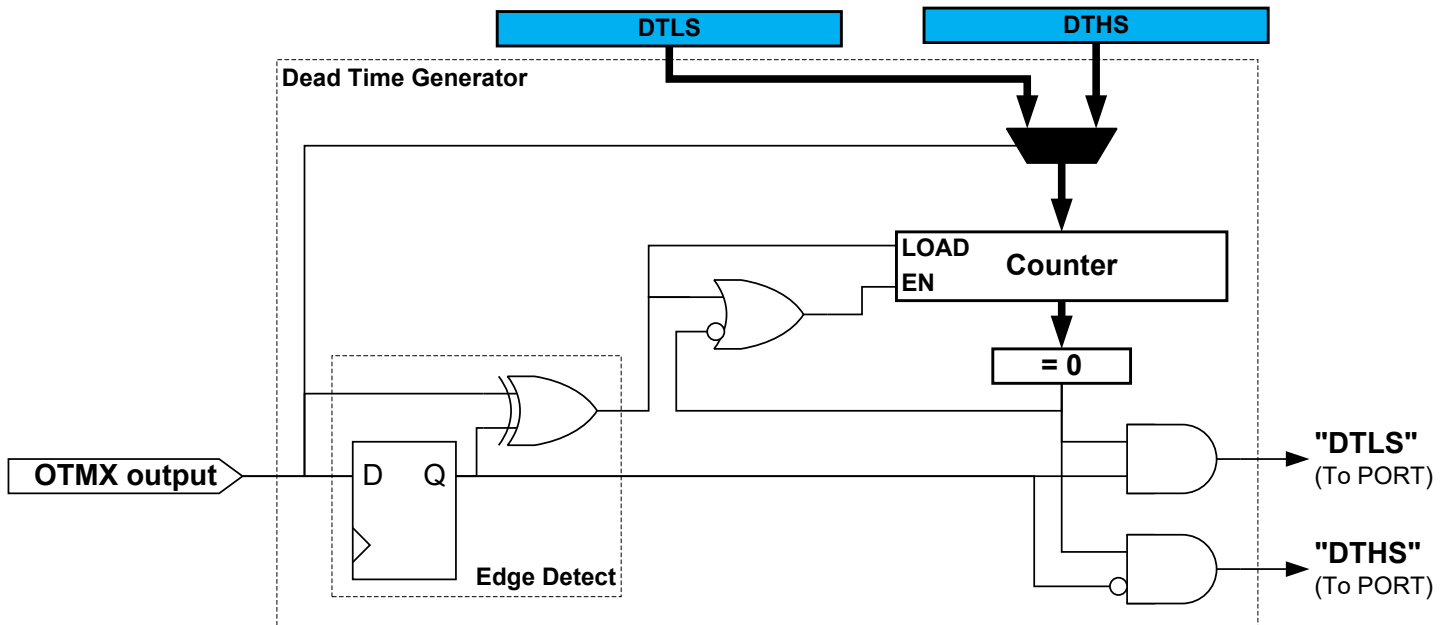 DTLS
DTHS
Dead Time Generator
LOAD
EN
Counter
= 0
OTMX output
D
Q
Edge Detect
"DTLS"
(To PORT)
"DTHS"
(To PORT)